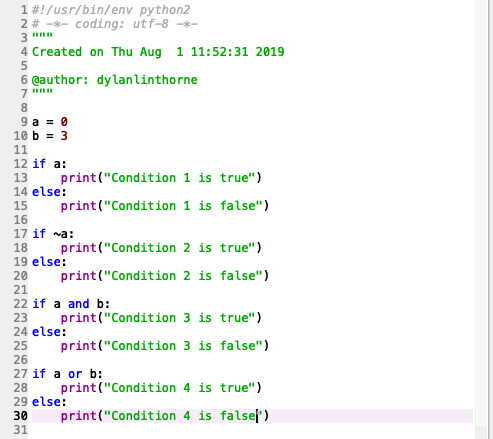 1 #!/usr/bin/env python2
2 # -*- coding: utf-8 -*-
3 """
4 Created on Thu Aug  1 11:52:31 2019
5
6 @author: dylanlinthorne
7 """
8
9 a = 0
10 b = 3
11
12 if a:
13     print("Condition 1 is true")
14 else:
15     print("Condition 1 is false")
16
17 if ~a:
18     print("Condition 2 is true")
19 else:
20     print("Condition 2 is false")
21
22 if a and b:
23     print("Condition 3 is true")
24 else:
25     print("Condition 3 is false")
26
27 if a or b:
28     print("Condition 4 is true")
29 else:
30     print("Condition 4 is false")
31